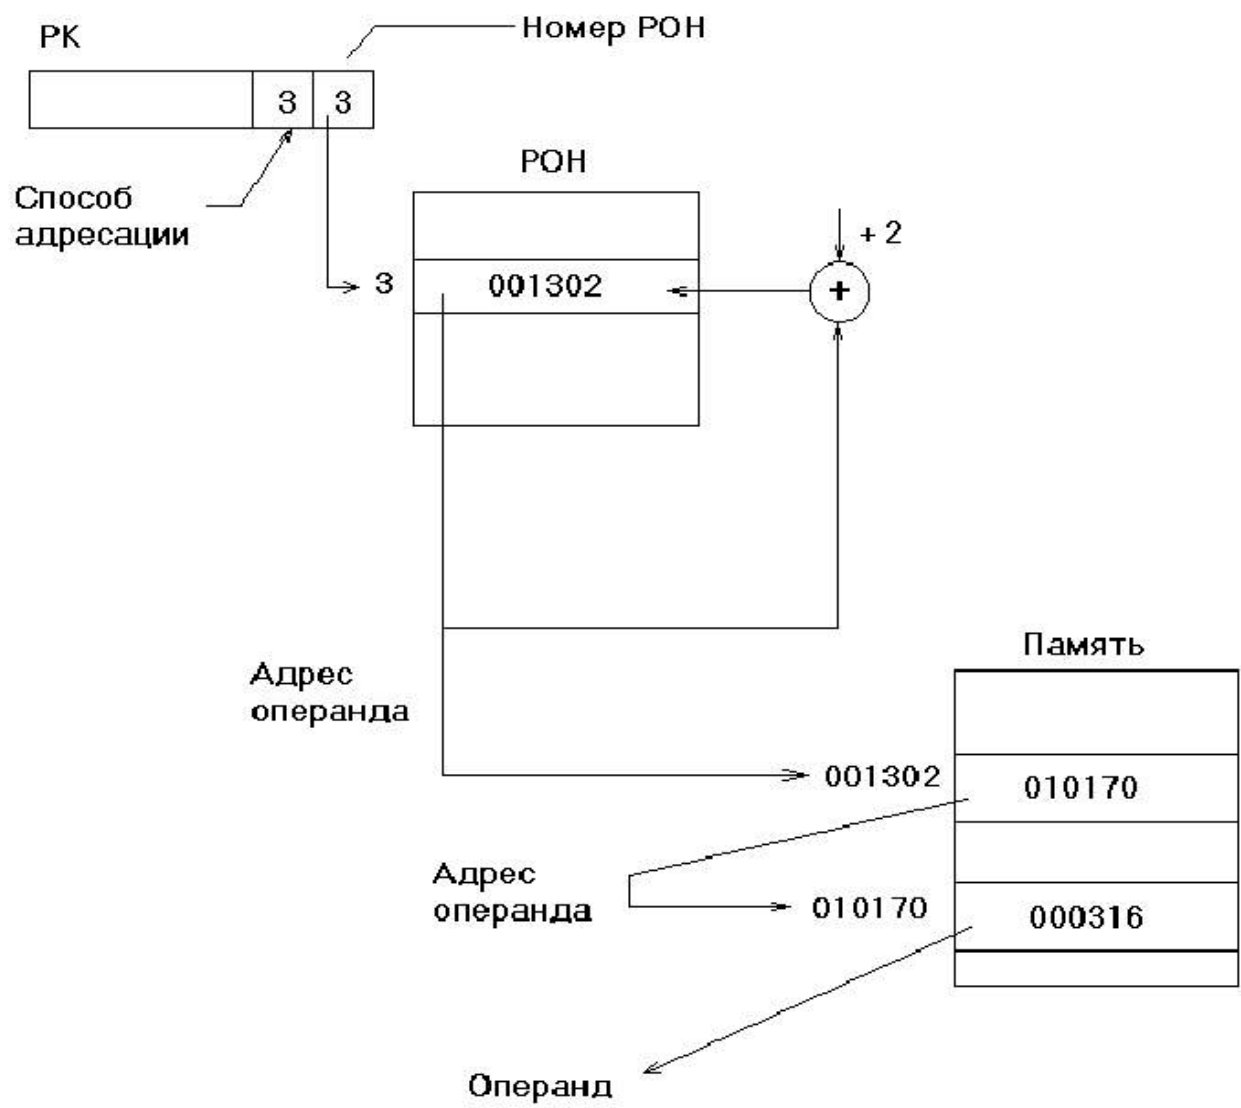 РК
Номер РОН
3 3
Способ
адресации
РОН
+ 2
3
001302
+
Адрес
операнда
Память
001302
010170
Адрес
операнда
010170
000316
Операнд